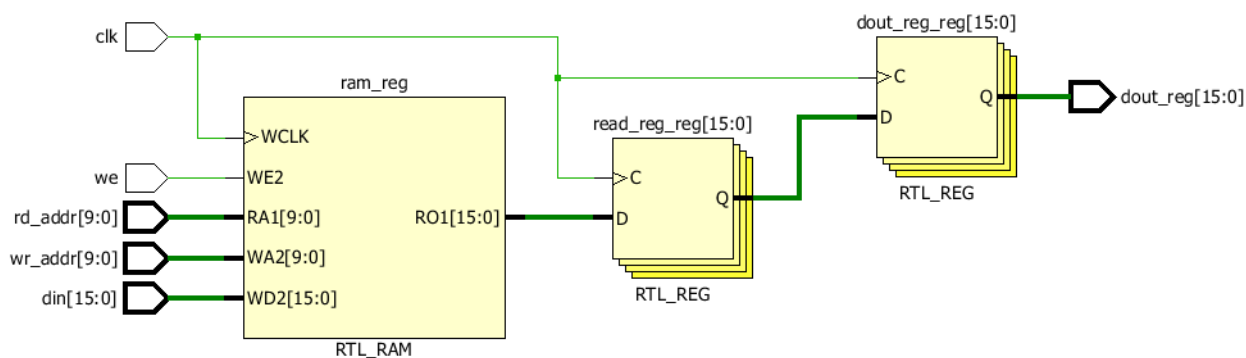 dout_reg_reg[15:0]
clk
C
ram_reg
Q
dout_reg[15:0]
D
read_reg_reg[15:0]
WCLK
C
RTL_REG
we
WE2
Q
rd_addr[9:0]
RA1[9:0]
RO1[15:0]
D
wr_addr[9:0]
WA2[9:0]
din[15:0]
WD2[15:0]
RTL_REG
RTL_RAM